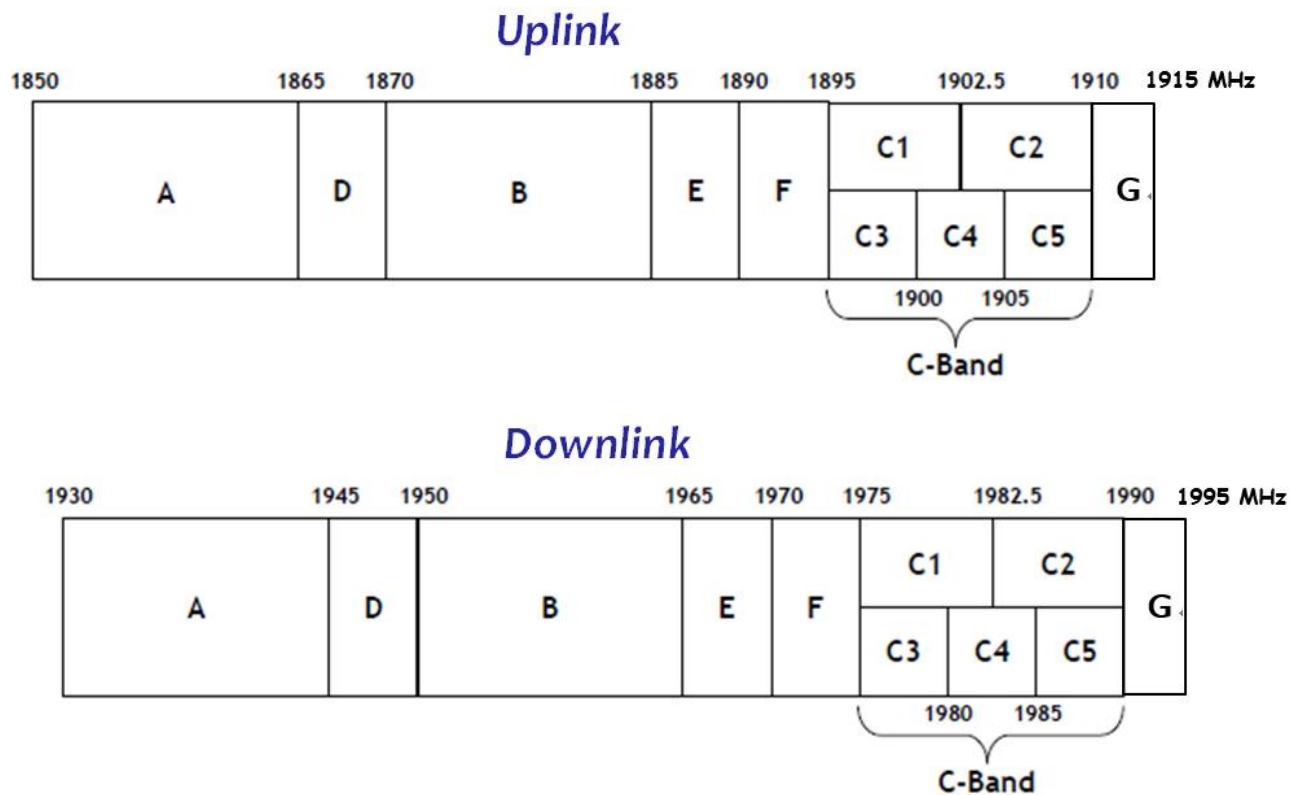 Uplink
1850 1865 1870 1885 1890 1895 1902.5 1910 1915 MHz
A D B E F C1 C2 G
C3 C4 C5
1900 1905
C-Band
Downlink
1930 1945 1950 1965 1970 1975 1982.5 1990 1995 MHz
A D B E F C1 C2 G
C3 C4 C5
1980 1985
C-Band